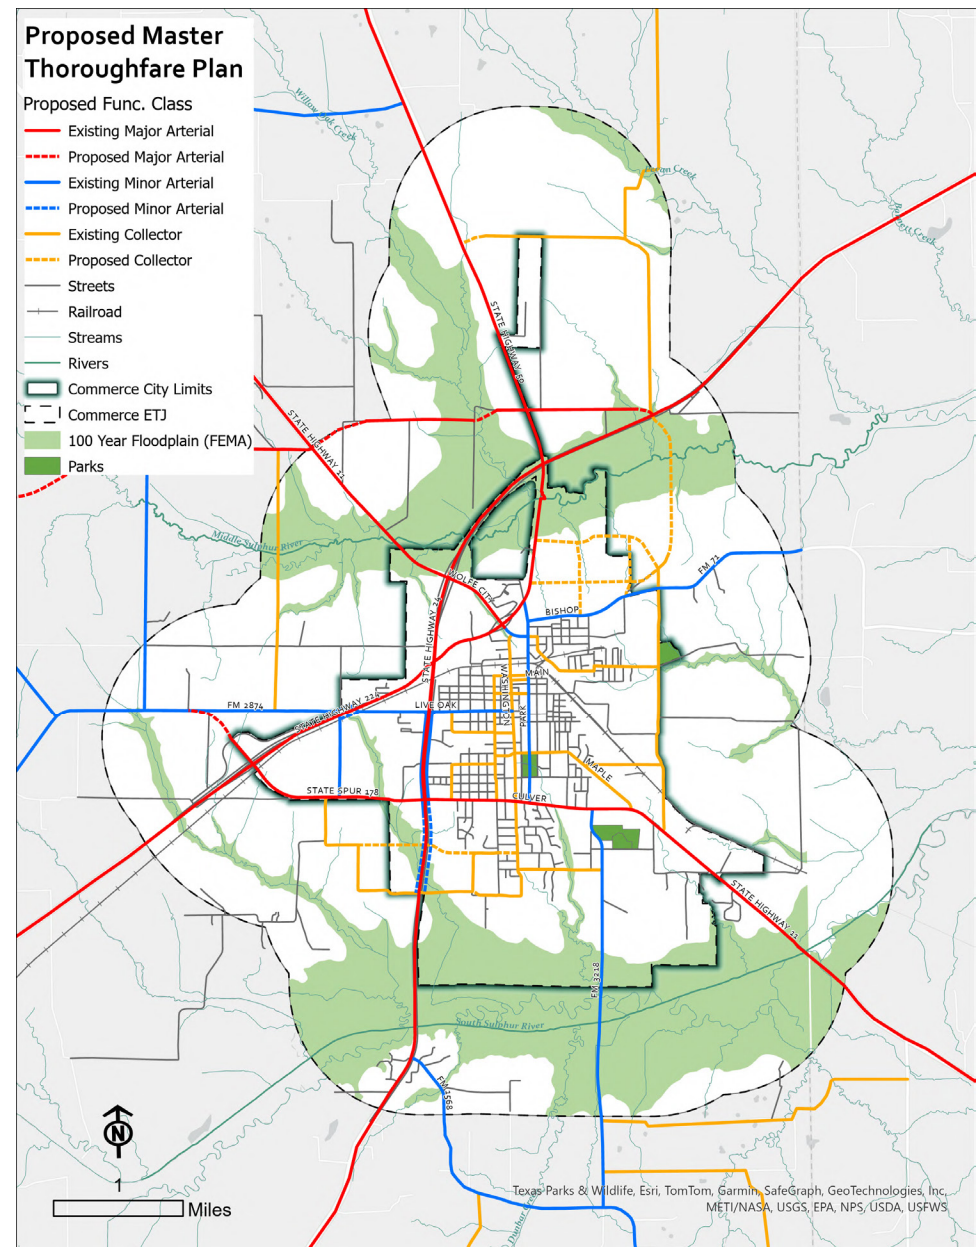 Proposed Master
Thoroughfare Plan
Proposed Func. Class
Existing Major Arterial
Proposed Major Arterial
Existing Minor Arterial
Proposed Minor Arterial
Existing Collector
Proposed Collector
Streets
Railroad
Streams
Rivers
Commerce City Limits
Commerce ETJ
100 Year Floodplain (FEMA)
Parks
Creek
Creek
Creek
STATE HIGHWAY 50
STATE HIGHWAY 11
Middle Sulphur River
WOLFE CITY
FM 71
BISHOP
STATE HIGHWAY 24
MAIN
WASHINGTON
PARK
FM 2874
STATE HIGHWAY 224
LIVE OAK
MAPLE
STATE SPUR 178
CULVER
STATE HIGHWAY 11
FM 3218
South Sulphur River
FM 1568
N
1
Miles
Texas Parks & Wildlife, Esri, TomTom, Garmin, SafeGraph, GeoTechnologies, Inc,
METI/NASA, USGS, EPA, NPS, USDA, USFWS